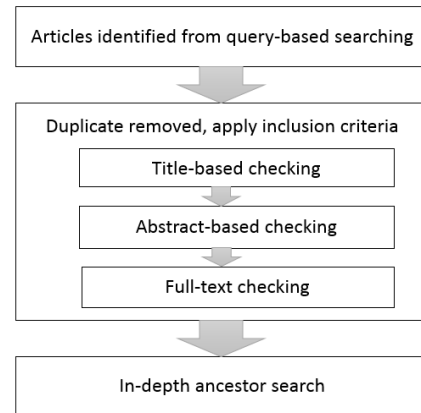 Articles identified from query-based searching
Duplicate removed, apply inclusion criteria
Title-based checking
Abstract-based checking
Full-text checking
In-depth ancestor search